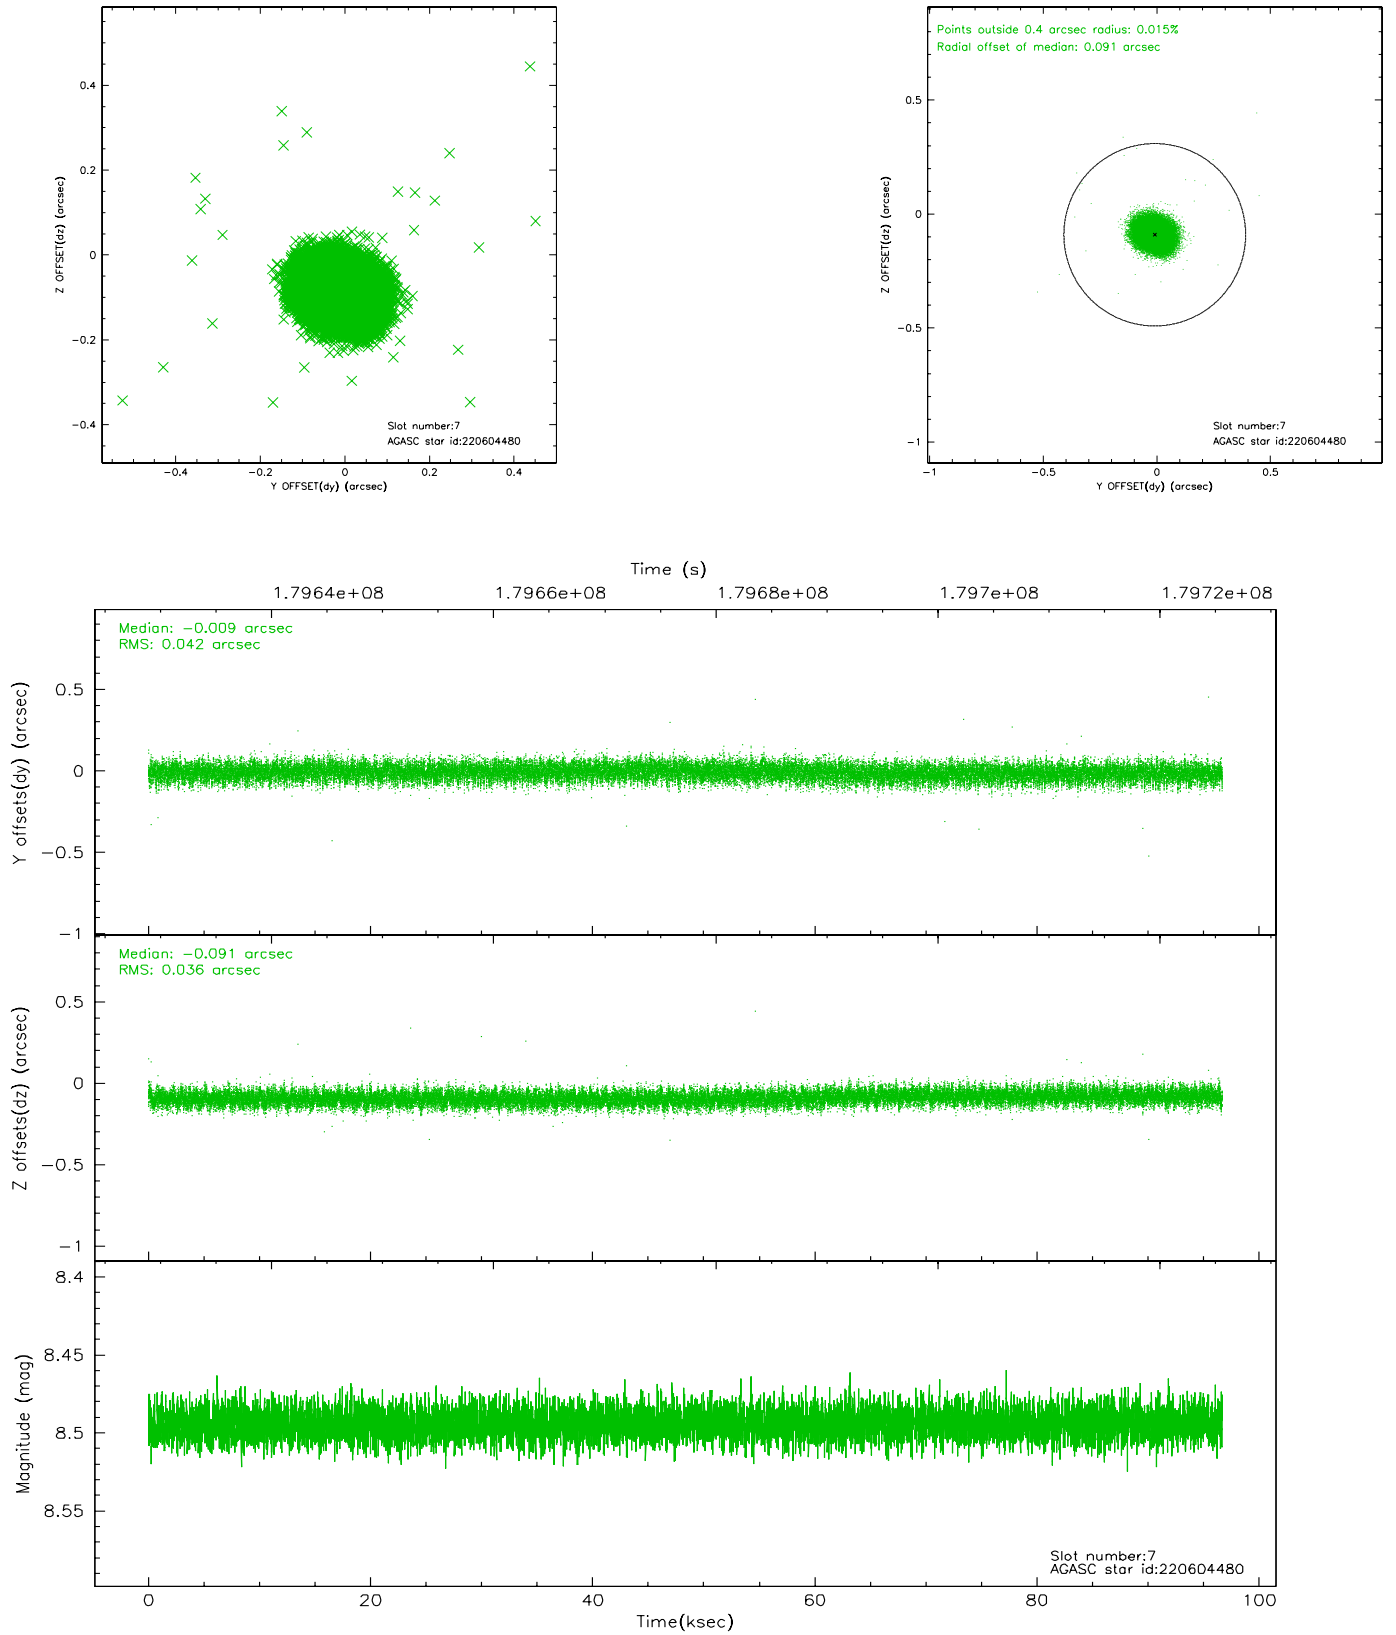 0.4
0.2
0
-0.2
-0.4
Z OFFSET(dz) (arcsec)
Slot number:7
AGASC star id:220604480
-0.4 -0.2 0 0.2 0.4
Y OFFSET(dy) (arcsec)
Points outside 0.4 arcsec radius: 0.015%
Radial offset of median: 0.091 arcsec
0.5
0
-0.5
-1
Z OFFSET(dz) (arcsec)
Slot number:7
AGASC star id:220604480
-1 -0.5 0 0.5
Y OFFSET(dy) (arcsec)
Time (s)
1.7964e+08 1.7966e+08 1.7968e+08 1.797e+08 1.7972e+08
Median: -0.009 arcsec
RMS: 0.042 arcsec
0.5
0
-0.5
-1
Y offsets(dy) (arcsec)
Median: -0.091 arcsec
RMS: 0.036 arcsec
0.5
0
-0.5
-1
Z offsets(dz) (arcsec)
8.4
8.45
8.5
8.55
Magnitude (mag)
Slot number:7
AGASC star id:220604480
0 20 40 60 80 100
Time(ksec)